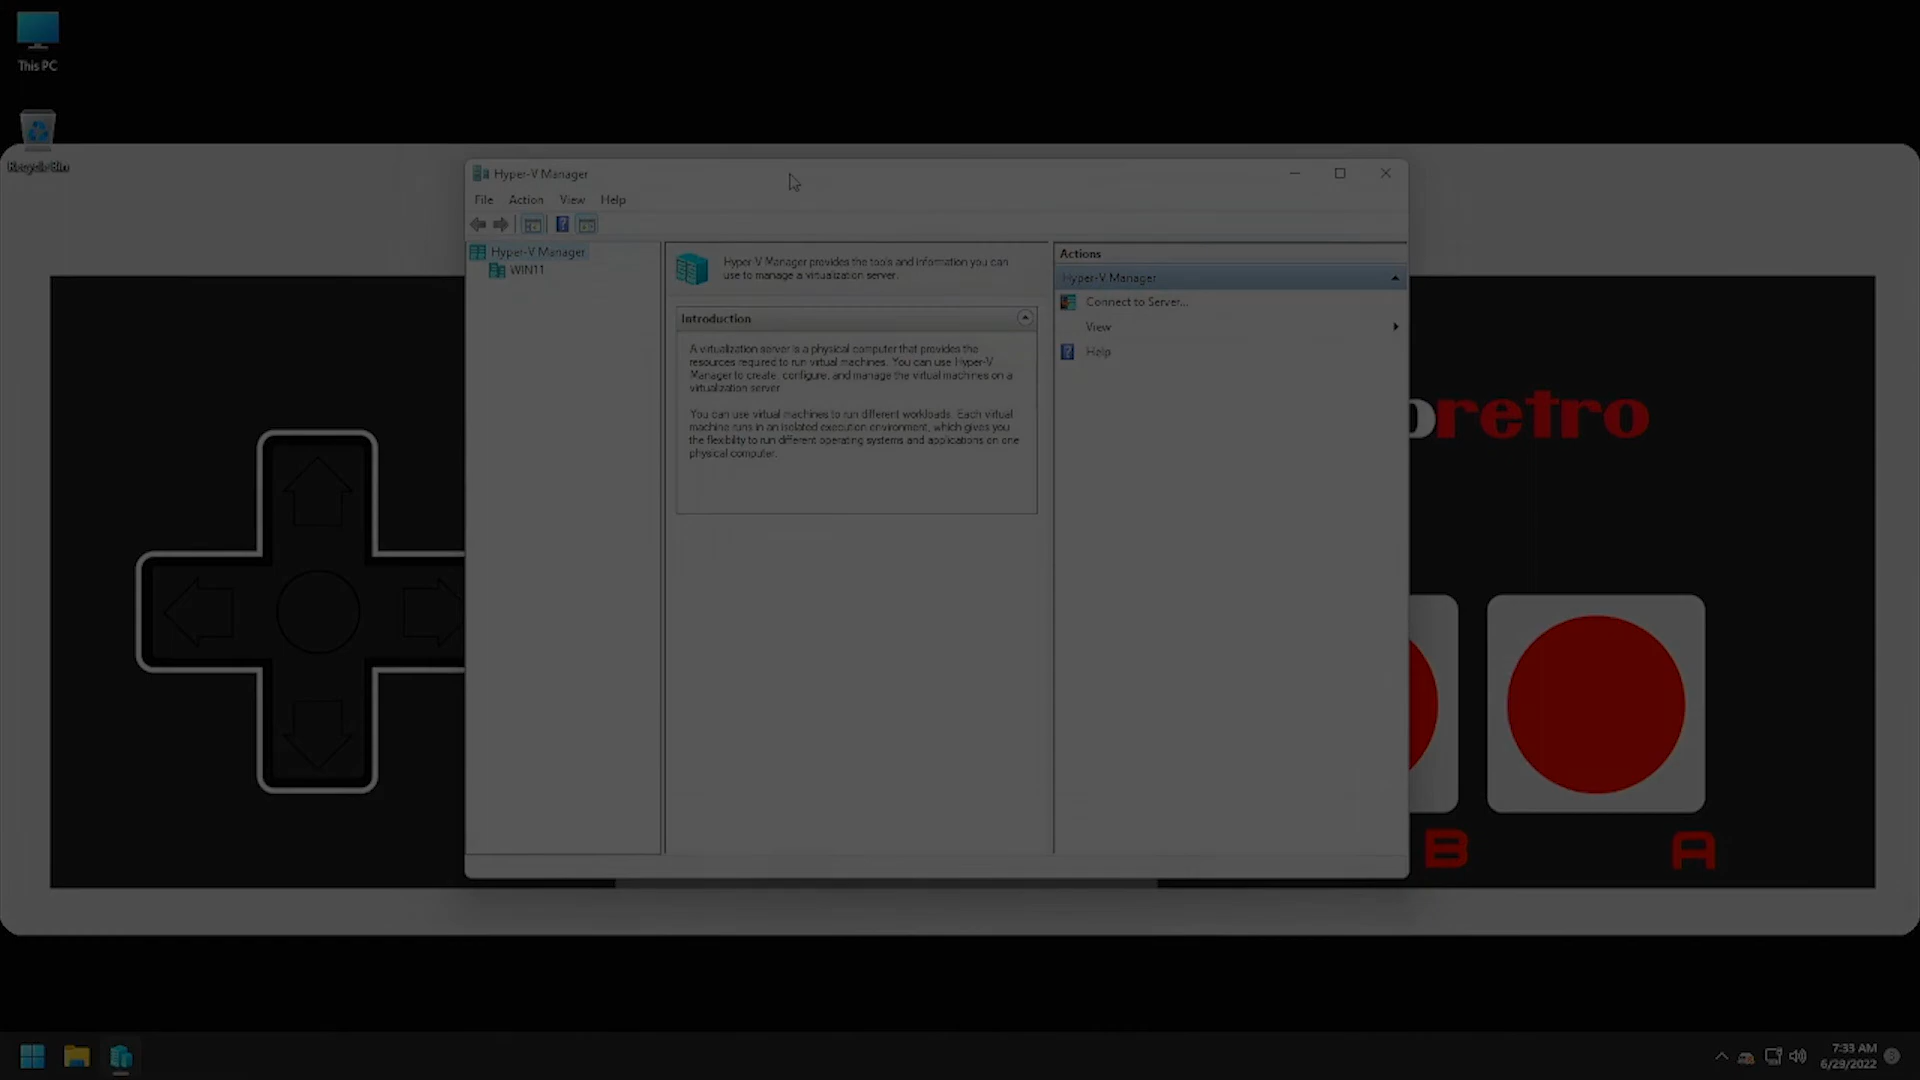 This PC
Recycle Bin
Hyper-V Manager
File Action View Help
Hyper-V Manager
WIN11
Hyper-V Manager provides the tools and information you can
use to manage a virtualization server.
Introduction
A virtualization server is a physical computer that provides the
resources required to run virtual machines. You can use Hyper-V
Manager to create, configure, and manage the virtual machines on a
virtualization server.
You can use virtual machines to run different workloads. Each virtual
machine runs in an isolated execution environment, which gives you
the flexibility to run different operating systems and applications on one
physical computer.
Actions
Hyper-V Manager
Connect to Server...
View
Help
oretro
B A
7:33 AM
6/29/2022